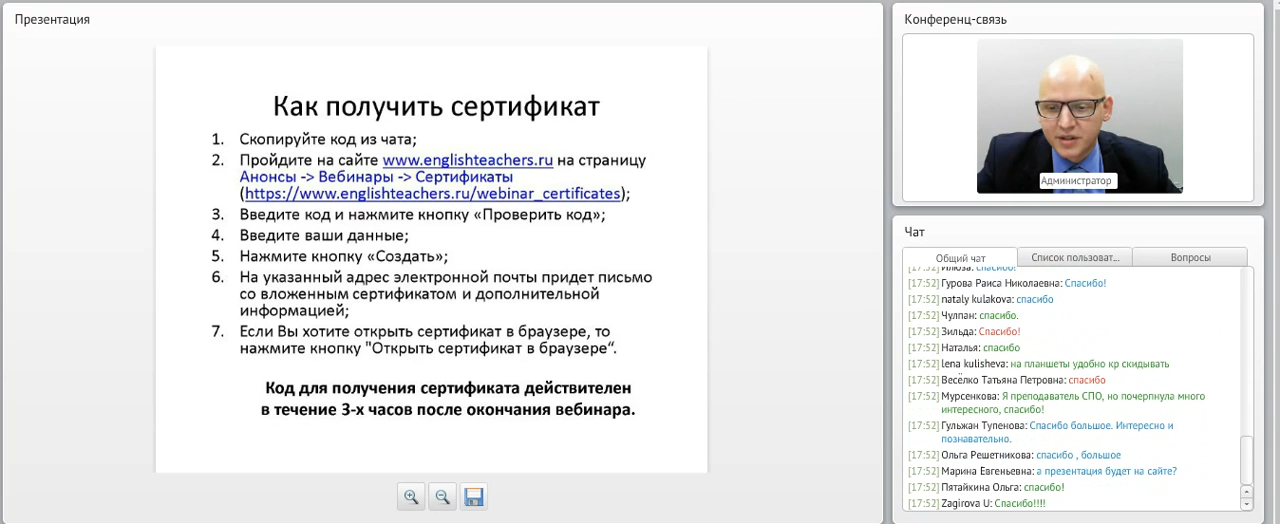 Презентация
Как получить сертификат
1. Скопируйте код из чата;
2. Пройдите на сайте www.englishteachers.ru на страницу
Анонсы -> Вебинары -> Сертификаты
(https://www.englishteachers.ru/webinar_certificates);
3. Введите код и нажмите кнопку «Проверить код»;
4. Введите ваши данные;
5. Нажмите кнопку «Создать»;
6. На указанный адрес электронной почты придет письмо
со вложенным сертификатом и дополнительной
информацией;
7. Если Вы хотите открыть сертификат в браузере, то
нажмите кнопку "Открыть сертификат в браузере“.
Код для получения сертификата действителен
в течение 3-х часов после окончания вебинара.
Конференц-связь
Администратор
Чат
Общий чат
Список пользоват...
Вопросы
[17:52] Илюза: спасибо!
[17:52] Гурова Раиса Николаевна: Спасибо!
[17:52] nataly kulakova: спасибо
[17:52] Чулпан: спасибо.
[17:52] Зильда: Спасибо!
[17:52] Наталья: спасибо
[17:52] lena kulisheva: на планшеты удобно кр скидывать
[17:52] Весёлко Татьяна Петровна: спасибо
[17:52] Мурсенкова: Я преподаватель СПО, но почерпнула много
интересного, спасибо!
[17:52] Гульжан Тупенова: Спасибо большое. Интересно и
познавательно.
[17:52] Ольга Решетникова: спасибо , большое
[17:52] Марина Евгеньевна: а презентация будет на сайте?
[17:52] Пятайкина Ольга: спасибо!
[17:52] Zagirova U: Спасибо!!!!